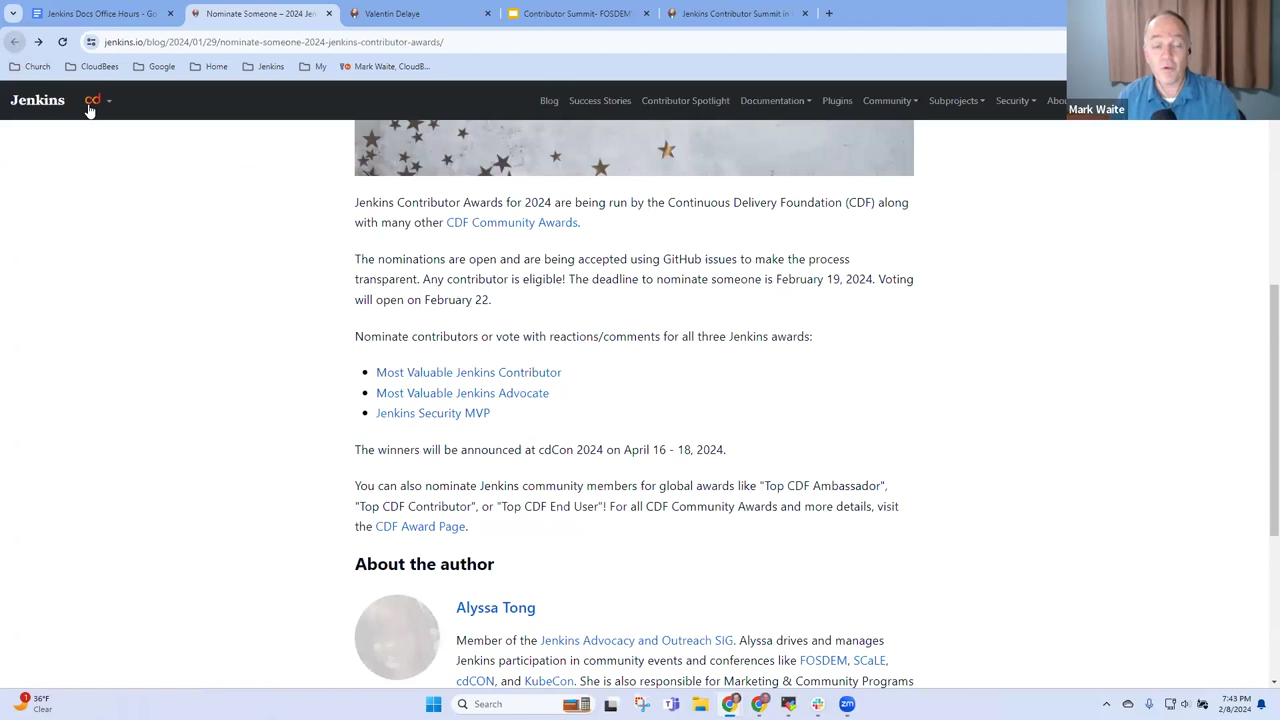 Jenkins Docs Office Hours - Go
Nominate Someone – 2024 Jen
Valentin Delaye
Contributor Summit- FOSDEM'
Jenkins Contributor Summit in
jenkins.io/blog/2024/01/29/nominate-someone-2024-jenkins-contributor-awards/
Church
CloudBees
Google
Home
Jenkins
My
Mark Waite, CloudB...
Jenkins
cd
Blog
Success Stories
Contributor Spotlight
Documentation
Plugins
Community
Subprojects
Security
Abou
Mark Waite
Jenkins Contributor Awards for 2024 are being run by the Continuous Delivery Foundation (CDF) along
with many other CDF Community Awards.
The nominations are open and are being accepted using GitHub issues to make the process
transparent. Any contributor is eligible! The deadline to nominate someone is February 19, 2024. Voting
will open on February 22.
Nominate contributors or vote with reactions/comments for all three Jenkins awards:
Most Valuable Jenkins Contributor
Most Valuable Jenkins Advocate
Jenkins Security MVP
The winners will be announced at cdCon 2024 on April 16 - 18, 2024.
You can also nominate Jenkins community members for global awards like "Top CDF Ambassador",
"Top CDF Contributor", or "Top CDF End User"! For all CDF Community Awards and more details, visit
the CDF Award Page.
About the author
Alyssa Tong
Member of the Jenkins Advocacy and Outreach SIG. Alyssa drives and manages
Jenkins participation in community events and conferences like FOSDEM, SCaLE,
cdCON, and KubeCon. She is also responsible for Marketing & Community Programs
1
36°F
Clear
Search
zm
7:43 PM
2/8/2024